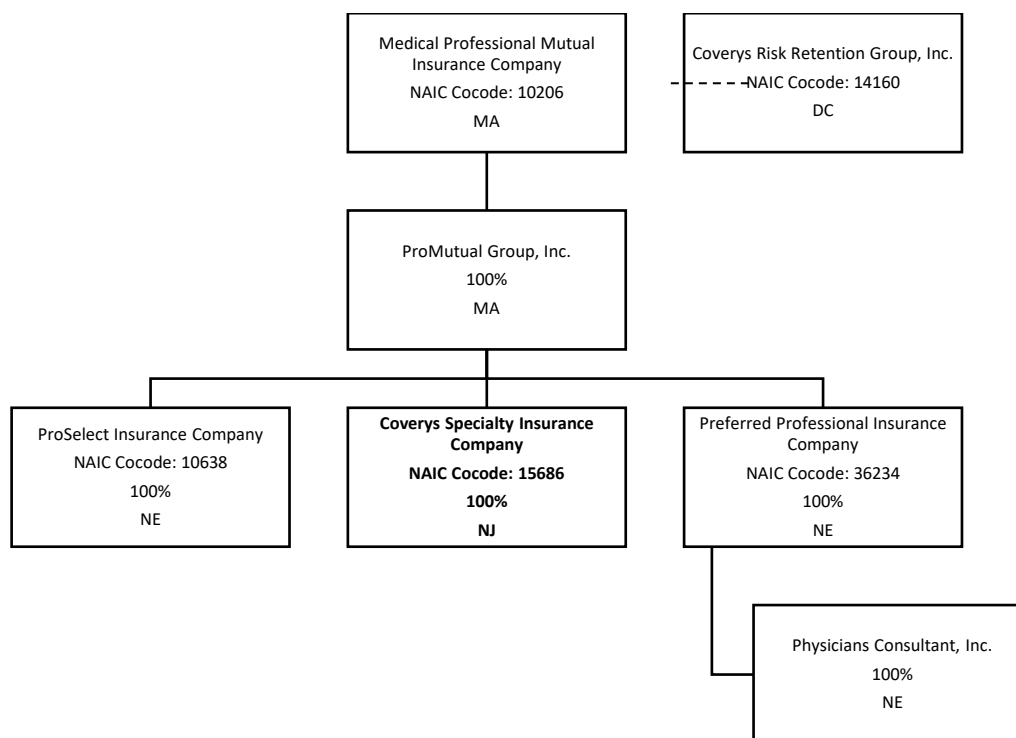 Medical Professional Mutual
Insurance Company
NAIC Cocode: 10206
MA
Coverys Risk Retention Group, Inc.
NAIC Cocode: 14160
DC
ProMutual Group, Inc.
100%
MA
ProSelect Insurance Company
NAIC Cocode: 10638
100%
NE
Coverys Specialty Insurance
Company
NAIC Cocode: 15686
100%
NJ
Preferred Professional Insurance
Company
NAIC Cocode: 36234
100%
NE
Physicians Consultant, Inc.
100%
NE